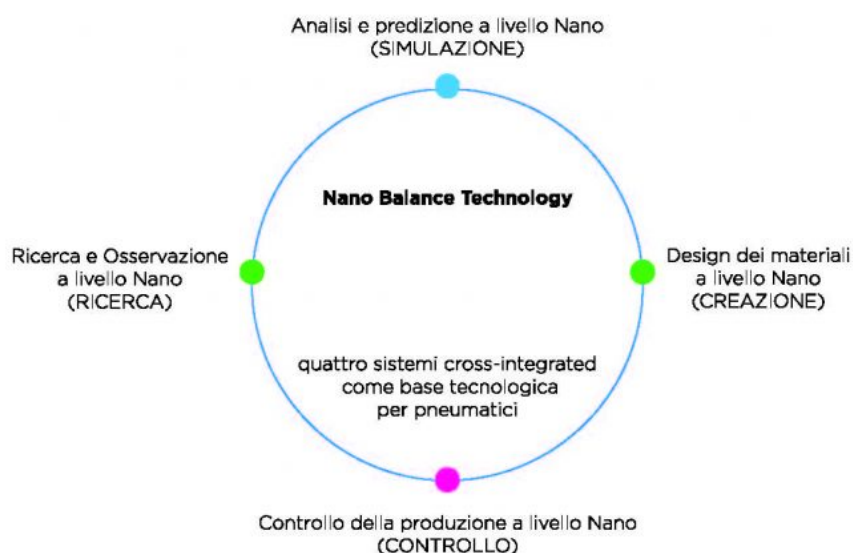 Analisi e predizione a livello Nano
(SIMULAZIONE)
Nano Balance Technology
Ricerca e Osservazione
a livello Nano
(RICERCA)
Design dei materiali
a livello Nano
(CREAZIONE)
quattro sistemi cross-integrated
come base tecnologica
per pneumatici
Controllo della produzione a livello Nano
(CONTROLLO)